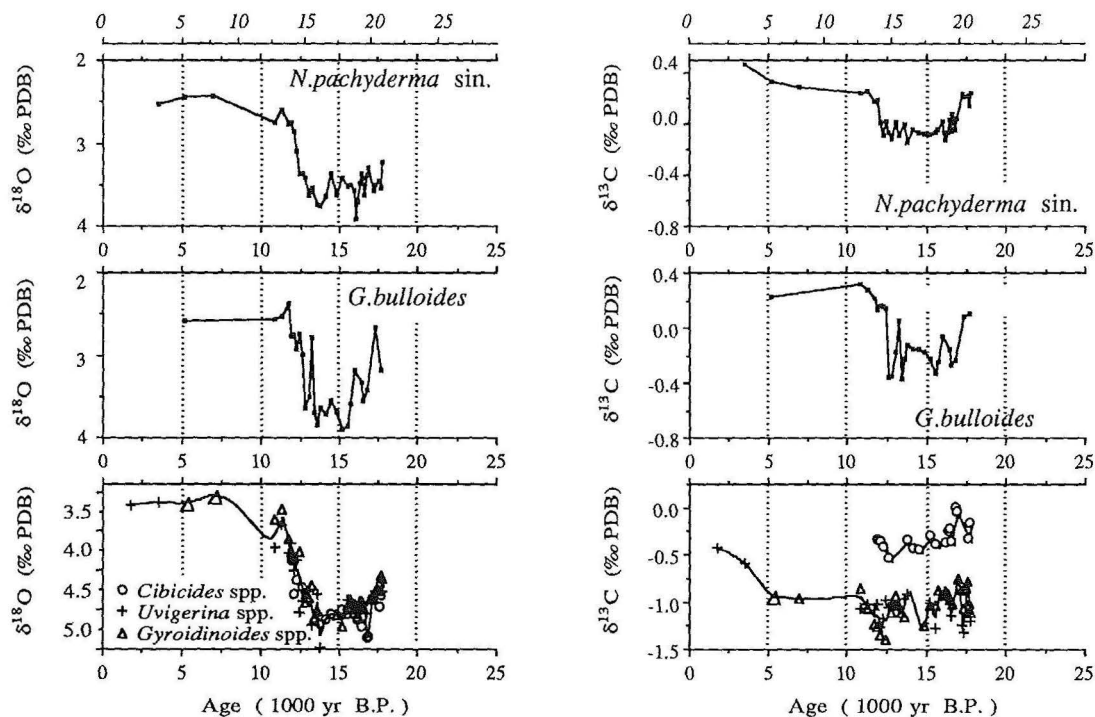 0 5 10 15 20 25
2
3
4
δ18O (‰ PDB)
N.pachyderma sin.
0 5 10 15 20 25
2
3
4
δ18O (‰ PDB)
G.bulloides
0 5 10 15 20 25
3.5
4.0
4.5
5.0
δ18O (‰ PDB)
Cibicides spp.
Uvigerina spp.
Gyroidinoides spp.
0 5 10 15 20 25
Age ( 1000 yr B.P. )
0 5 10 15 20 25
0.4
0.0
-0.4
-0.8
δ13C (‰ PDB)
N.pachyderma sin.
0 5 10 15 20 25
0.4
0.0
-0.4
-0.8
δ13C (‰ PDB)
G.bulloides
0 5 10 15 20 25
0.0
-0.5
-1.0
-1.5
δ13C (‰ PDB)
0 5 10 15 20 25
Age ( 1000 yr B.P. )